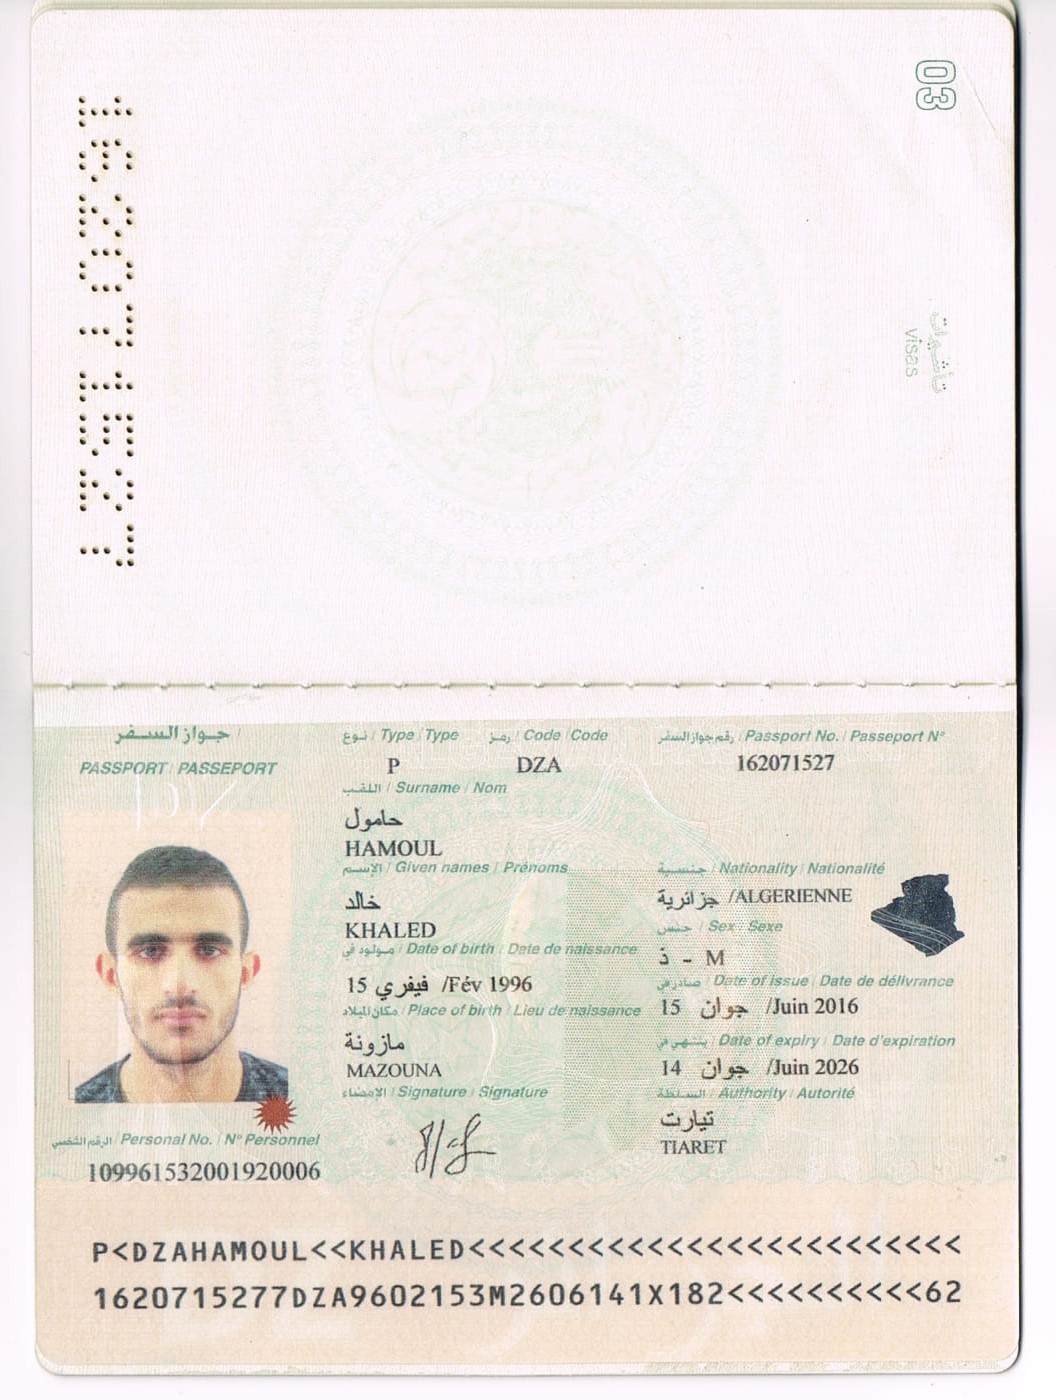 03
تأشيرات
visas
162071527
جواز السفر /
PASSPORT / PASSEPORT
نوع / Type / Type
رمز / Code / Code
رقم جواز السفر / Passport No. / Passeport N°
P
DZA
162071527
اللقب / Surname / Nom
حامول
HAMOUL
الإسم / Given names / Prénoms
جنسية / Nationality / Nationalité
خالد
KHALED
جزائرية /ALGERIENNE
جنس / Sex / Sexe
ذ - M
مولود في / Date of birth / Date de naissance
15 فيفري /Fév 1996
صادر في / Date of issue / Date de délivrance
15 جوان /Juin 2016
مكان الميلاد / Place of birth / Lieu de naissance
مازونة
MAZOUNA
ينتهي في / Date of expiry / Date d'expiration
14 جوان /Juin 2026
الامضاء / Signature / Signature
السلطة / Authority / Autorité
تيارت
TIARET
الرقم الشخصي / Personal No. / N° Personnel
109961532001920006
P<DZAHAMOUL<<KHALED<<<<<<<<<<<<<<<<<<<<<<<<<
1620715277DZA9602153M2606141X182<<<<<<<<<<62